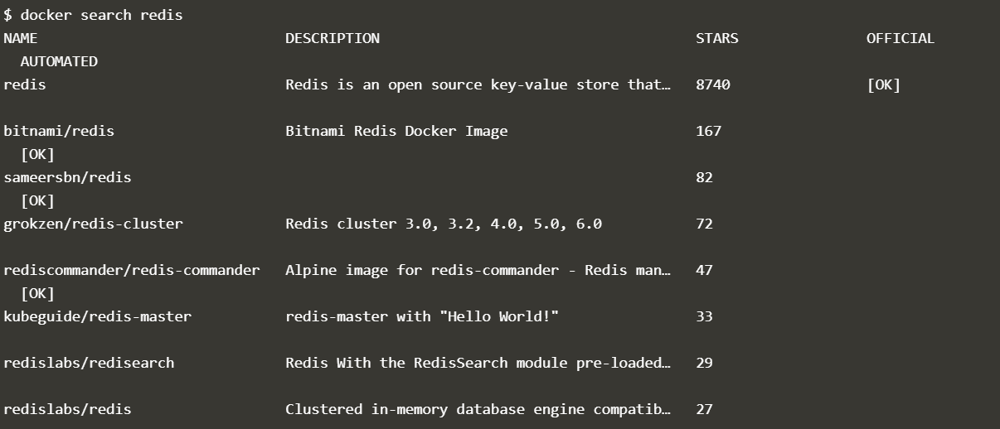 $ docker search redis
NAME                             DESCRIPTION                                     STARS               OFFICIAL
  AUTOMATED
redis                            Redis is an open source key-value store that…   8740                [OK]
bitnami/redis                    Bitnami Redis Docker Image                      167
  [OK]
sameersbn/redis                                                                  82
  [OK]
grokzen/redis-cluster            Redis cluster 3.0, 3.2, 4.0, 5.0, 6.0           72
rediscommander/redis-commander   Alpine image for redis-commander - Redis man…   47
  [OK]
kubeguide/redis-master           redis-master with "Hello World!"                33
redislabs/redisearch             Redis With the RedisSearch module pre-loaded…   29
redislabs/redis                  Clustered in-memory database engine compatib…   27